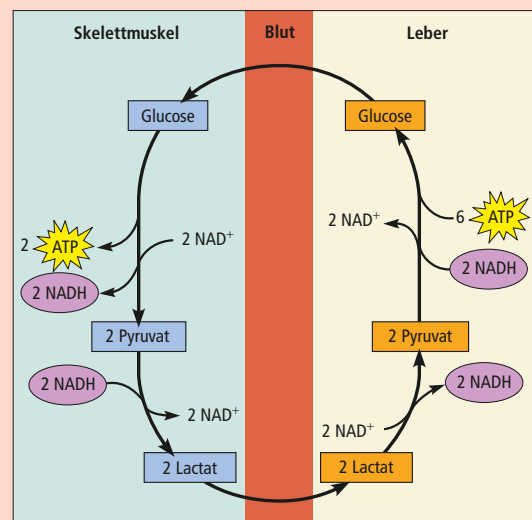 Skelettmuskel
Blut
Leber
Glucose
Glucose
2 ATP
2 NAD⁺
2 NADH
2 NAD⁺
6 ATP
2 NADH
2 Pyruvat
2 Pyruvat
2 NADH
2 NAD⁺
2 NADH
2 NAD⁺
2 Lactat
2 Lactat